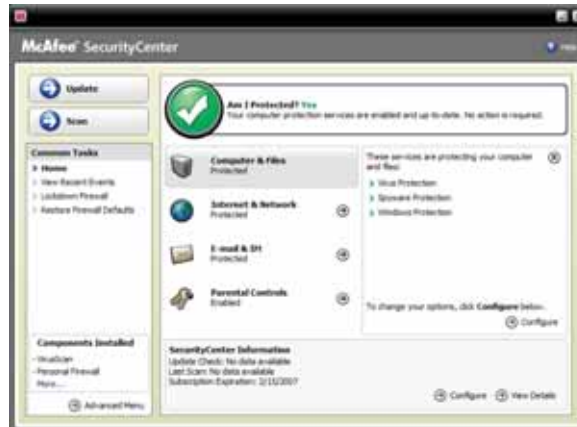 McAfee SecurityCenter
Help
Update
Scan
Common Tasks
Home
View Recent Events
Lockdown Firewall
Restore Firewall Defaults
Components Installed
- VirusScan
- Personal Firewall
More...
Advanced Menu
Am I Protected? Yes
Your computer protection services are enabled and up-to-date. No action is required.
Computer & Files
Protected
Internet & Network
Protected
E-mail & IM
Protected
Parental Controls
Enabled
These services are protecting your computer
and files:
Virus Protection
Spyware Protection
Windows Protection
To change your options, click Configure below.
Configure
SecurityCenter Information
Update Check: No data available
Last Scan: No data available
Subscription Expiration: 2/15/2007
Configure
View Details